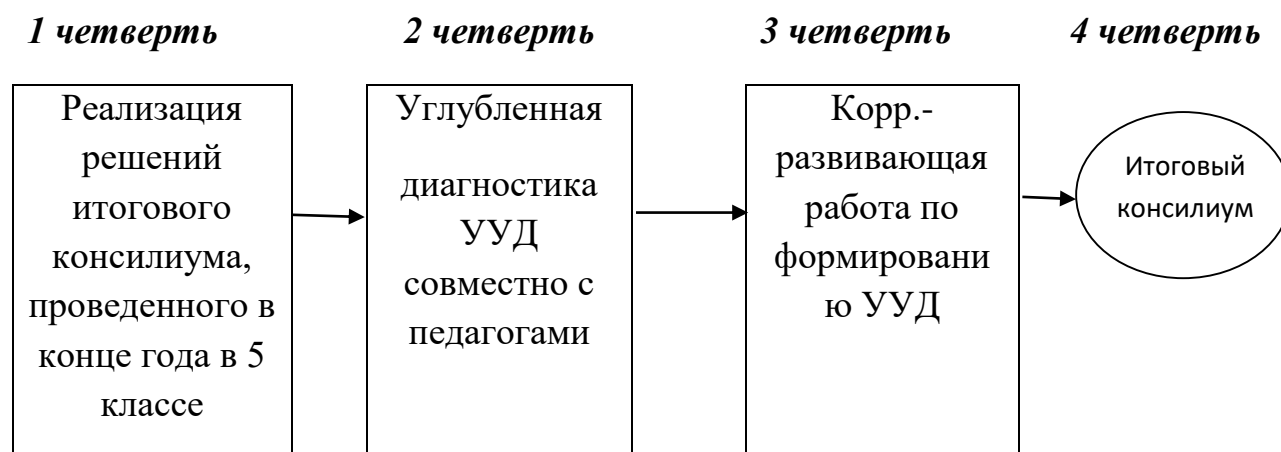 1 четверть
2 четверть
3 четверть
4 четверть
Реализация
решений
итогового
консилиума,
проведенного в
конце года в 5
классе
Углубленная
диагностика
УУД
совместно с
педагогами
Корр.-
развивающая
работа по
формировани
ю УУД
Итоговый
консилиум